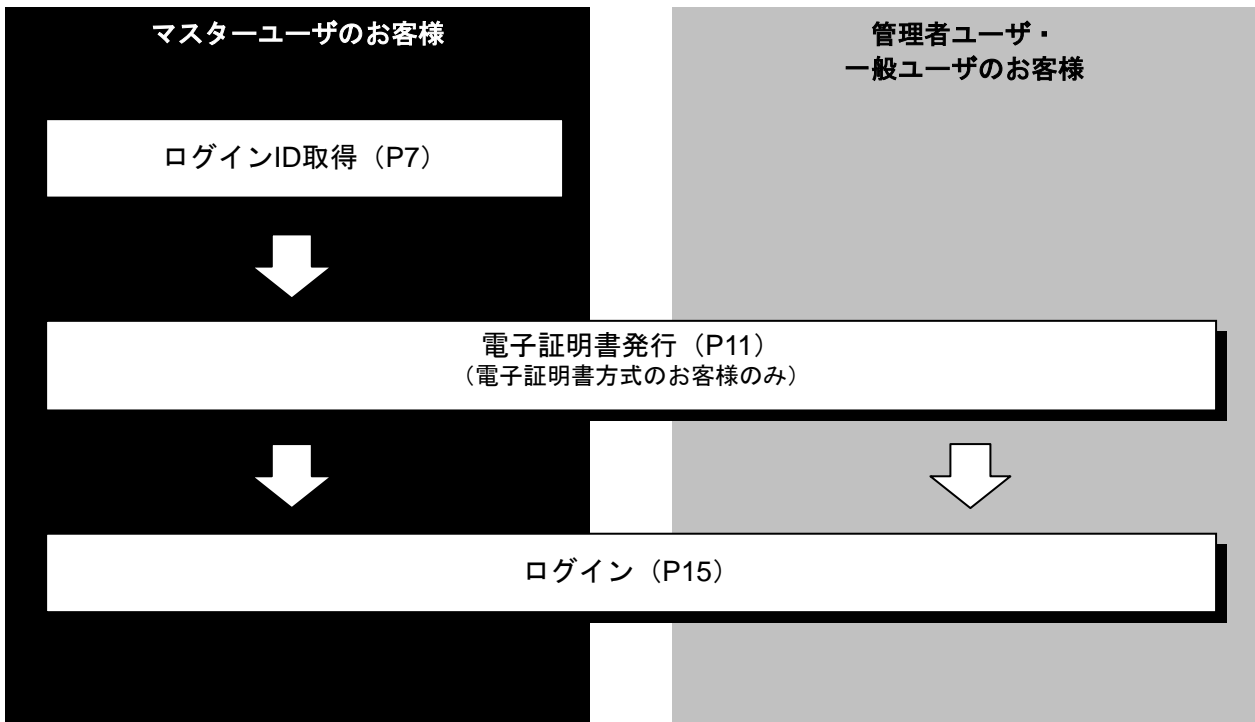 マスターユーザのお客様
管理者ユーザ・
一般ユーザのお客様
ログインID取得（P7）
電子証明書発行（P11）
（電子証明書方式のお客様のみ）
ログイン（P15）